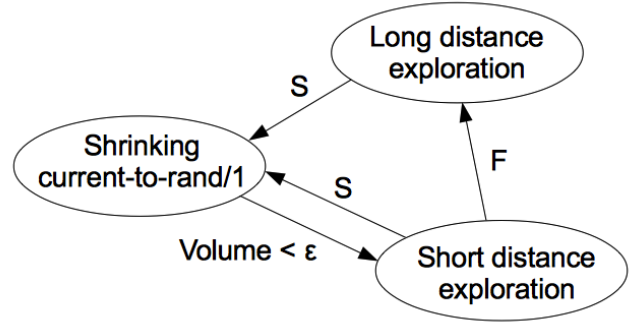 Long distance
exploration
S
Shrinking
current-to-rand/1
S
F
Volume < ε
Short distance
exploration